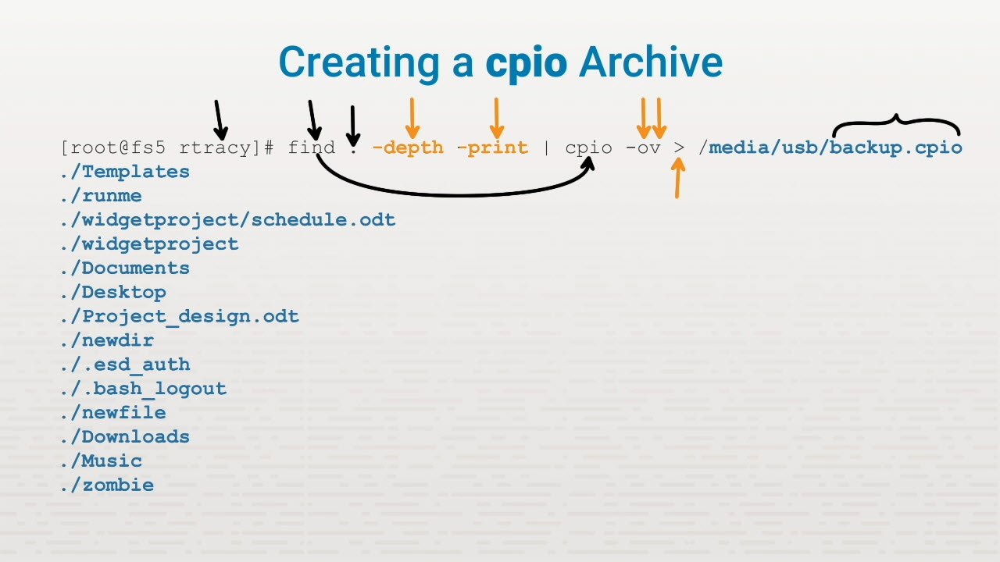 Creating a cpio Archive
[root@fs5 rtracy]# find . -depth -print | cpio -ov > /media/usb/backup.cpio
./Templates
./runme
./widgetproject/schedule.odt
./widgetproject
./Documents
./Desktop
./Project_design.odt
./newdir
./.esd_auth
./.bash_logout
./newfile
./Downloads
./Music
./zombie